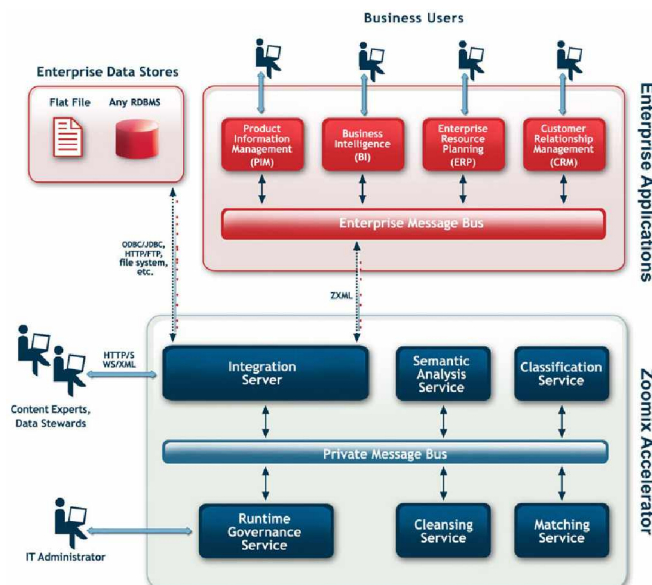 Business Users
Enterprise Data Stores
Flat File
Any RDBMS
Product
Information
Management
(PIM)
Business
Intelligence
(BI)
Enterprise
Resource
Planning
(ERP)
Customer
Relationship
Management
(CRM)
Enterprise Message Bus
Enterprise Applications
ODBC/JDBC,
HTTP/FTP,
file system,
etc.
ZXML
HTTP/S
WS/XML
Content Experts,
Data Stewards
Integration
Server
Semantic
Analysis
Service
Classification
Service
Private Message Bus
Runtime
Governance
Service
Cleansing
Service
Matching
Service
IT Administrator
Zoomix Accelerator